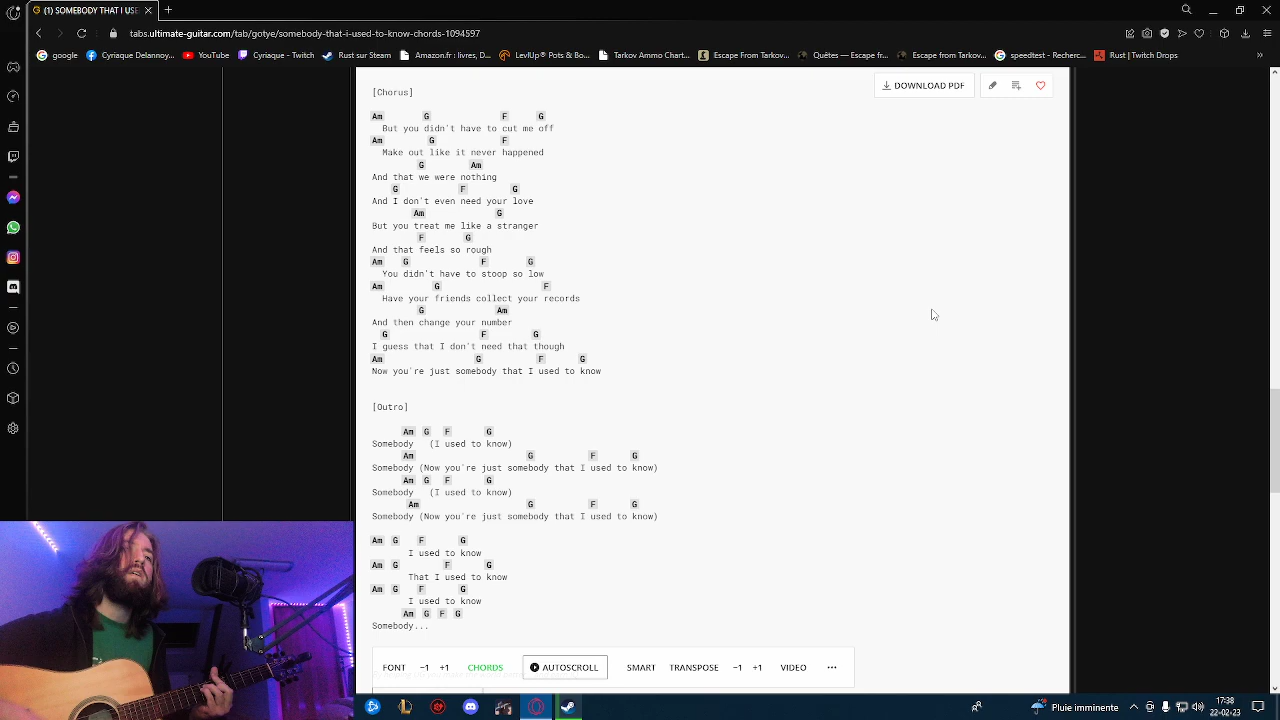 (1) SOMEBODY THAT I USE
tabs.ultimate-guitar.com/tab/gotye/somebody-that-i-used-to-know-chords-1094597
google
YouTube
Cyriaque - Twitch
Rust sur Steam
Amazon.fr : livres, D...
LevlUp® Pots & Bo...
Tarkov Ammo Chart
Escape From Tarkov...
Quêtes — Escape fr...
Escape from Tarkov...
speedtest - Recherc...
Rust | Twitch Drops
DOWNLOAD PDF
[Chorus]
Am G F G
But you didn't have to cut me off
Am G F
Make out like it never happened
G Am
And that we were nothing
G F G
And I don't even need your love
Am G
But you treat me like a stranger
F G
And that feels so rough
Am G F G
You didn't have to stoop so low
Am G F
Have your friends collect your records
G Am
And then change your number
G F G
I guess that I don't need that though
Am G F G
Now you're just somebody that I used to know
[Outro]
Am G F G
Somebody (I used to know)
Am G F G
Somebody (Now you're just somebody that I used to know)
Am G F G
Somebody (I used to know)
Am G F G
Somebody (Now you're just somebody that I used to know)
Am G F G
I used to know
Am G F G
That I used to know
Am G F G
I used to know
Am G F G
Somebody...
FONT −1 +1 CHORDS AUTOSCROLL SMART TRANSPOSE −1 +1 VIDEO
Pluie imminente
17:38
22-02-23